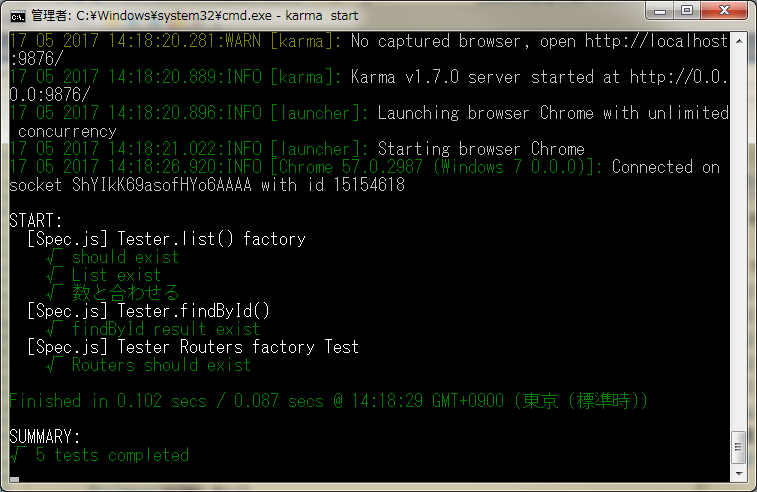 管理者: C:¥Windows¥system32¥cmd.exe - karma  start
17 05 2017 14:18:20.281:WARN [karma]: No captured browser, open http://localhost
:9876/
17 05 2017 14:18:20.889:INFO [karma]: Karma v1.7.0 server started at http://0.0.
0.0:9876/
17 05 2017 14:18:20.896:INFO [launcher]: Launching browser Chrome with unlimited
 concurrency
17 05 2017 14:18:21.022:INFO [launcher]: Starting browser Chrome
17 05 2017 14:18:26.920:INFO [Chrome 57.0.2987 (Windows 7 0.0.0)]: Connected on
socket ShYIkK69asofHYo6AAAA with id 15154618
START:
[Spec.js] Tester.list() factory
√ should exist
√ List exist
√ 数と合わせる
[Spec.js] Tester.findById()
√ findById result exist
[Spec.js] Tester Routers factory Test
√ Routers should exist
Finished in 0.102 secs / 0.087 secs @ 14:18:29 GMT+0900 (東京 (標準時))
SUMMARY:
√ 5 tests completed